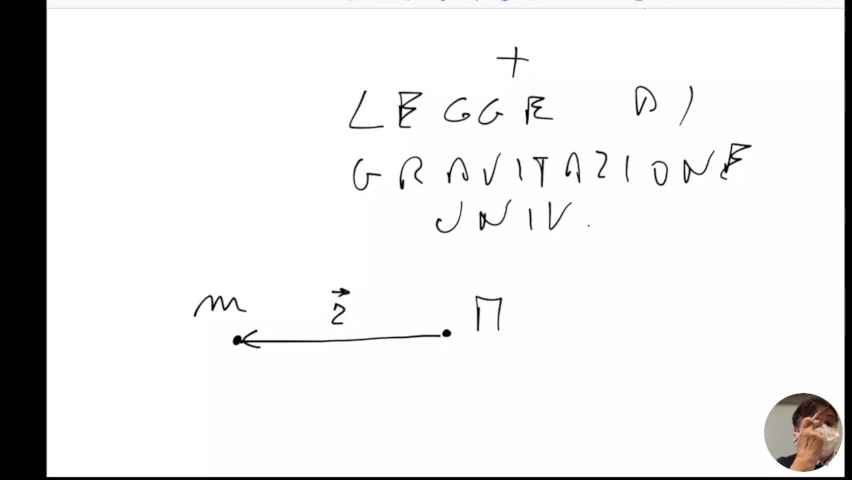 +
LEGGE DI
GRAVITAZIONE
UNIV.
m r⃗ M